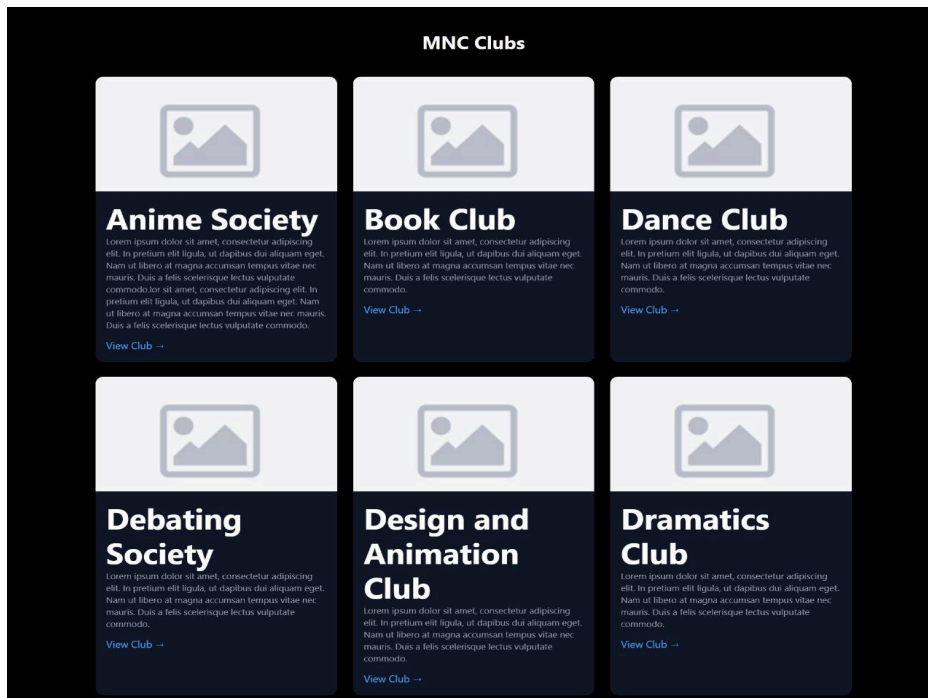 MNC Clubs
Anime Society
Lorem ipsum dolor sit amet, consectetur adipiscing
elit. In pretium elit ligula, ut dapibus dui aliquam eget.
Nam ut libero at magna accumsan tempus vitae nec
mauris. Duis a felis scelerisque lectus vulputate
commodo.lor sit amet, consectetur adipiscing elit. In
pretium elit ligula, ut dapibus dui aliquam eget. Nam
ut libero at magna accumsan tempus vitae nec mauris.
Duis a felis scelerisque lectus vulputate commodo.
View Club →
Book Club
Lorem ipsum dolor sit amet, consectetur adipiscing
elit. In pretium elit ligula, ut dapibus dui aliquam eget.
Nam ut libero at magna accumsan tempus vitae nec
mauris. Duis a felis scelerisque lectus vulputate
commodo.
View Club →
Dance Club
Lorem ipsum dolor sit amet, consectetur adipiscing
elit. In pretium elit ligula, ut dapibus dui aliquam eget.
Nam ut libero at magna accumsan tempus vitae nec
mauris. Duis a felis scelerisque lectus vulputate
commodo.
View Club →
Debating
Society
Lorem ipsum dolor sit amet, consectetur adipiscing
elit. In pretium elit ligula, ut dapibus dui aliquam eget.
Nam ut libero at magna accumsan tempus vitae nec
mauris. Duis a felis scelerisque lectus vulputate
commodo.
View Club →
Design and
Animation
Club
Lorem ipsum dolor sit amet, consectetur adipiscing
elit. In pretium elit ligula, ut dapibus dui aliquam eget.
Nam ut libero at magna accumsan tempus vitae nec
mauris. Duis a felis scelerisque lectus vulputate
commodo.
View Club →
Dramatics
Club
Lorem ipsum dolor sit amet, consectetur adipiscing
elit. In pretium elit ligula, ut dapibus dui aliquam eget.
Nam ut libero at magna accumsan tempus vitae nec
mauris. Duis a felis scelerisque lectus vulputate
commodo.
View Club →